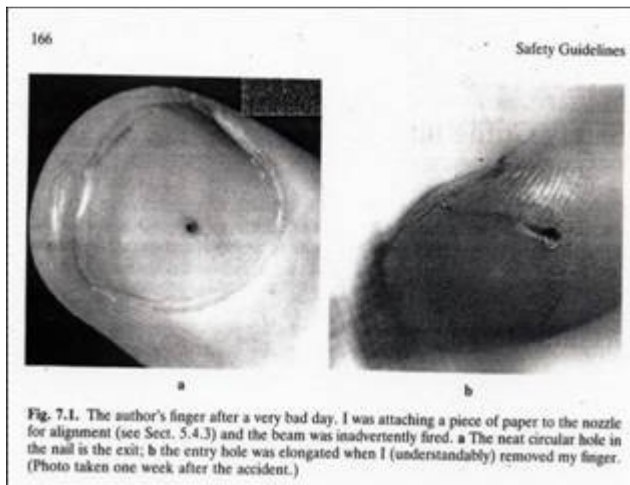 166
Safety Guidelines
a
b
Fig. 7.1. The author's finger after a very bad day. I was attaching a piece of paper to the nozzle
for alignment (see Sect. 5.4.3) and the beam was inadvertently fired. a The neat circular hole in
the nail is the exit; b the entry hole was elongated when I (understandably) removed my finger.
(Photo taken one week after the accident.)